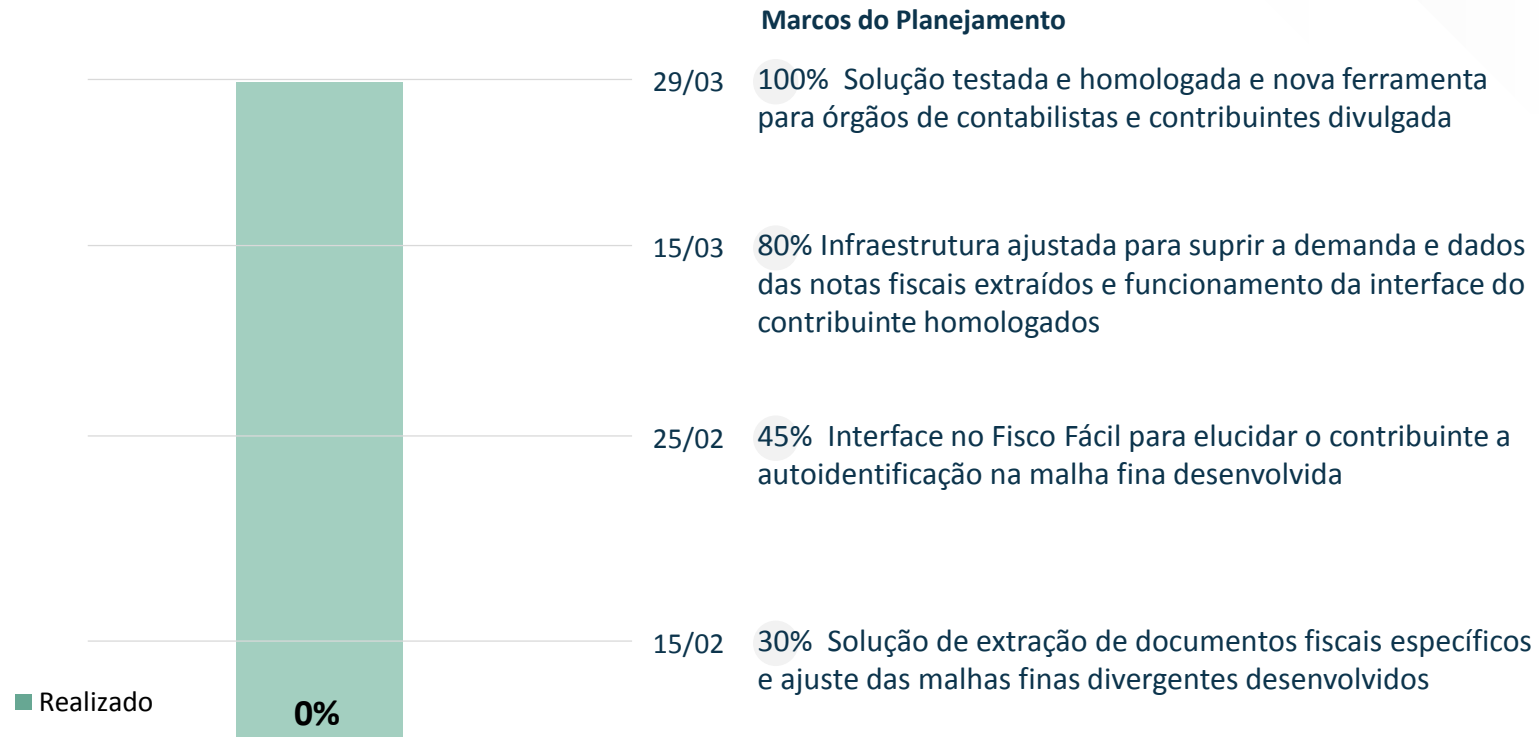 Marcos do Planejamento
29/03
100% Solução testada e homologada e nova ferramenta
para órgãos de contabilistas e contribuintes divulgada
15/03
80% Infraestrutura ajustada para suprir a demanda e dados
das notas fiscais extraídos e funcionamento da interface do
contribuinte homologados
25/02
45% Interface no Fisco Fácil para elucidar o contribuinte a
autoidentificação na malha fina desenvolvida
15/02
30% Solução de extração de documentos fiscais específicos
e ajuste das malhas finas divergentes desenvolvidos
Realizado
0%